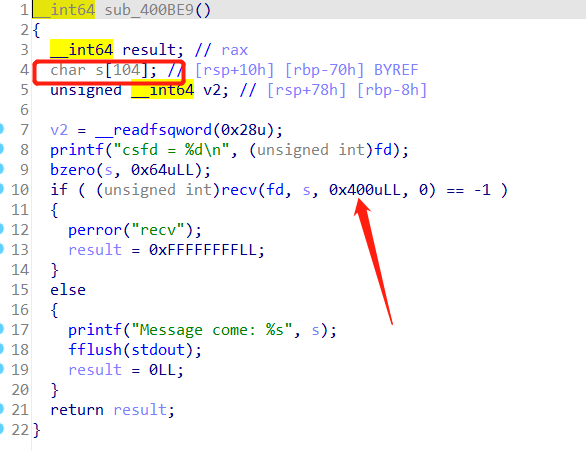 1 __int64 sub_400BE9()
2 {
3 __int64 result; // rax
4 char s[104]; // [rsp+10h] [rbp-70h] BYREF
5 unsigned __int64 v2; // [rsp+78h] [rbp-8h]
6
7 v2 = __readfsqword(0x28u);
8 printf("csfd = %d\n", (unsigned int)fd);
9 bzero(s, 0x64uLL);
10 if ( (unsigned int)recv(fd, s, 0x400uLL, 0) == -1 )
11 {
12 perror("recv");
13 result = 0xFFFFFFFFLL;
14 }
15 else
16 {
17 printf("Message come: %s", s);
18 fflush(stdout);
19 result = 0LL;
20 }
21 return result;
22 }